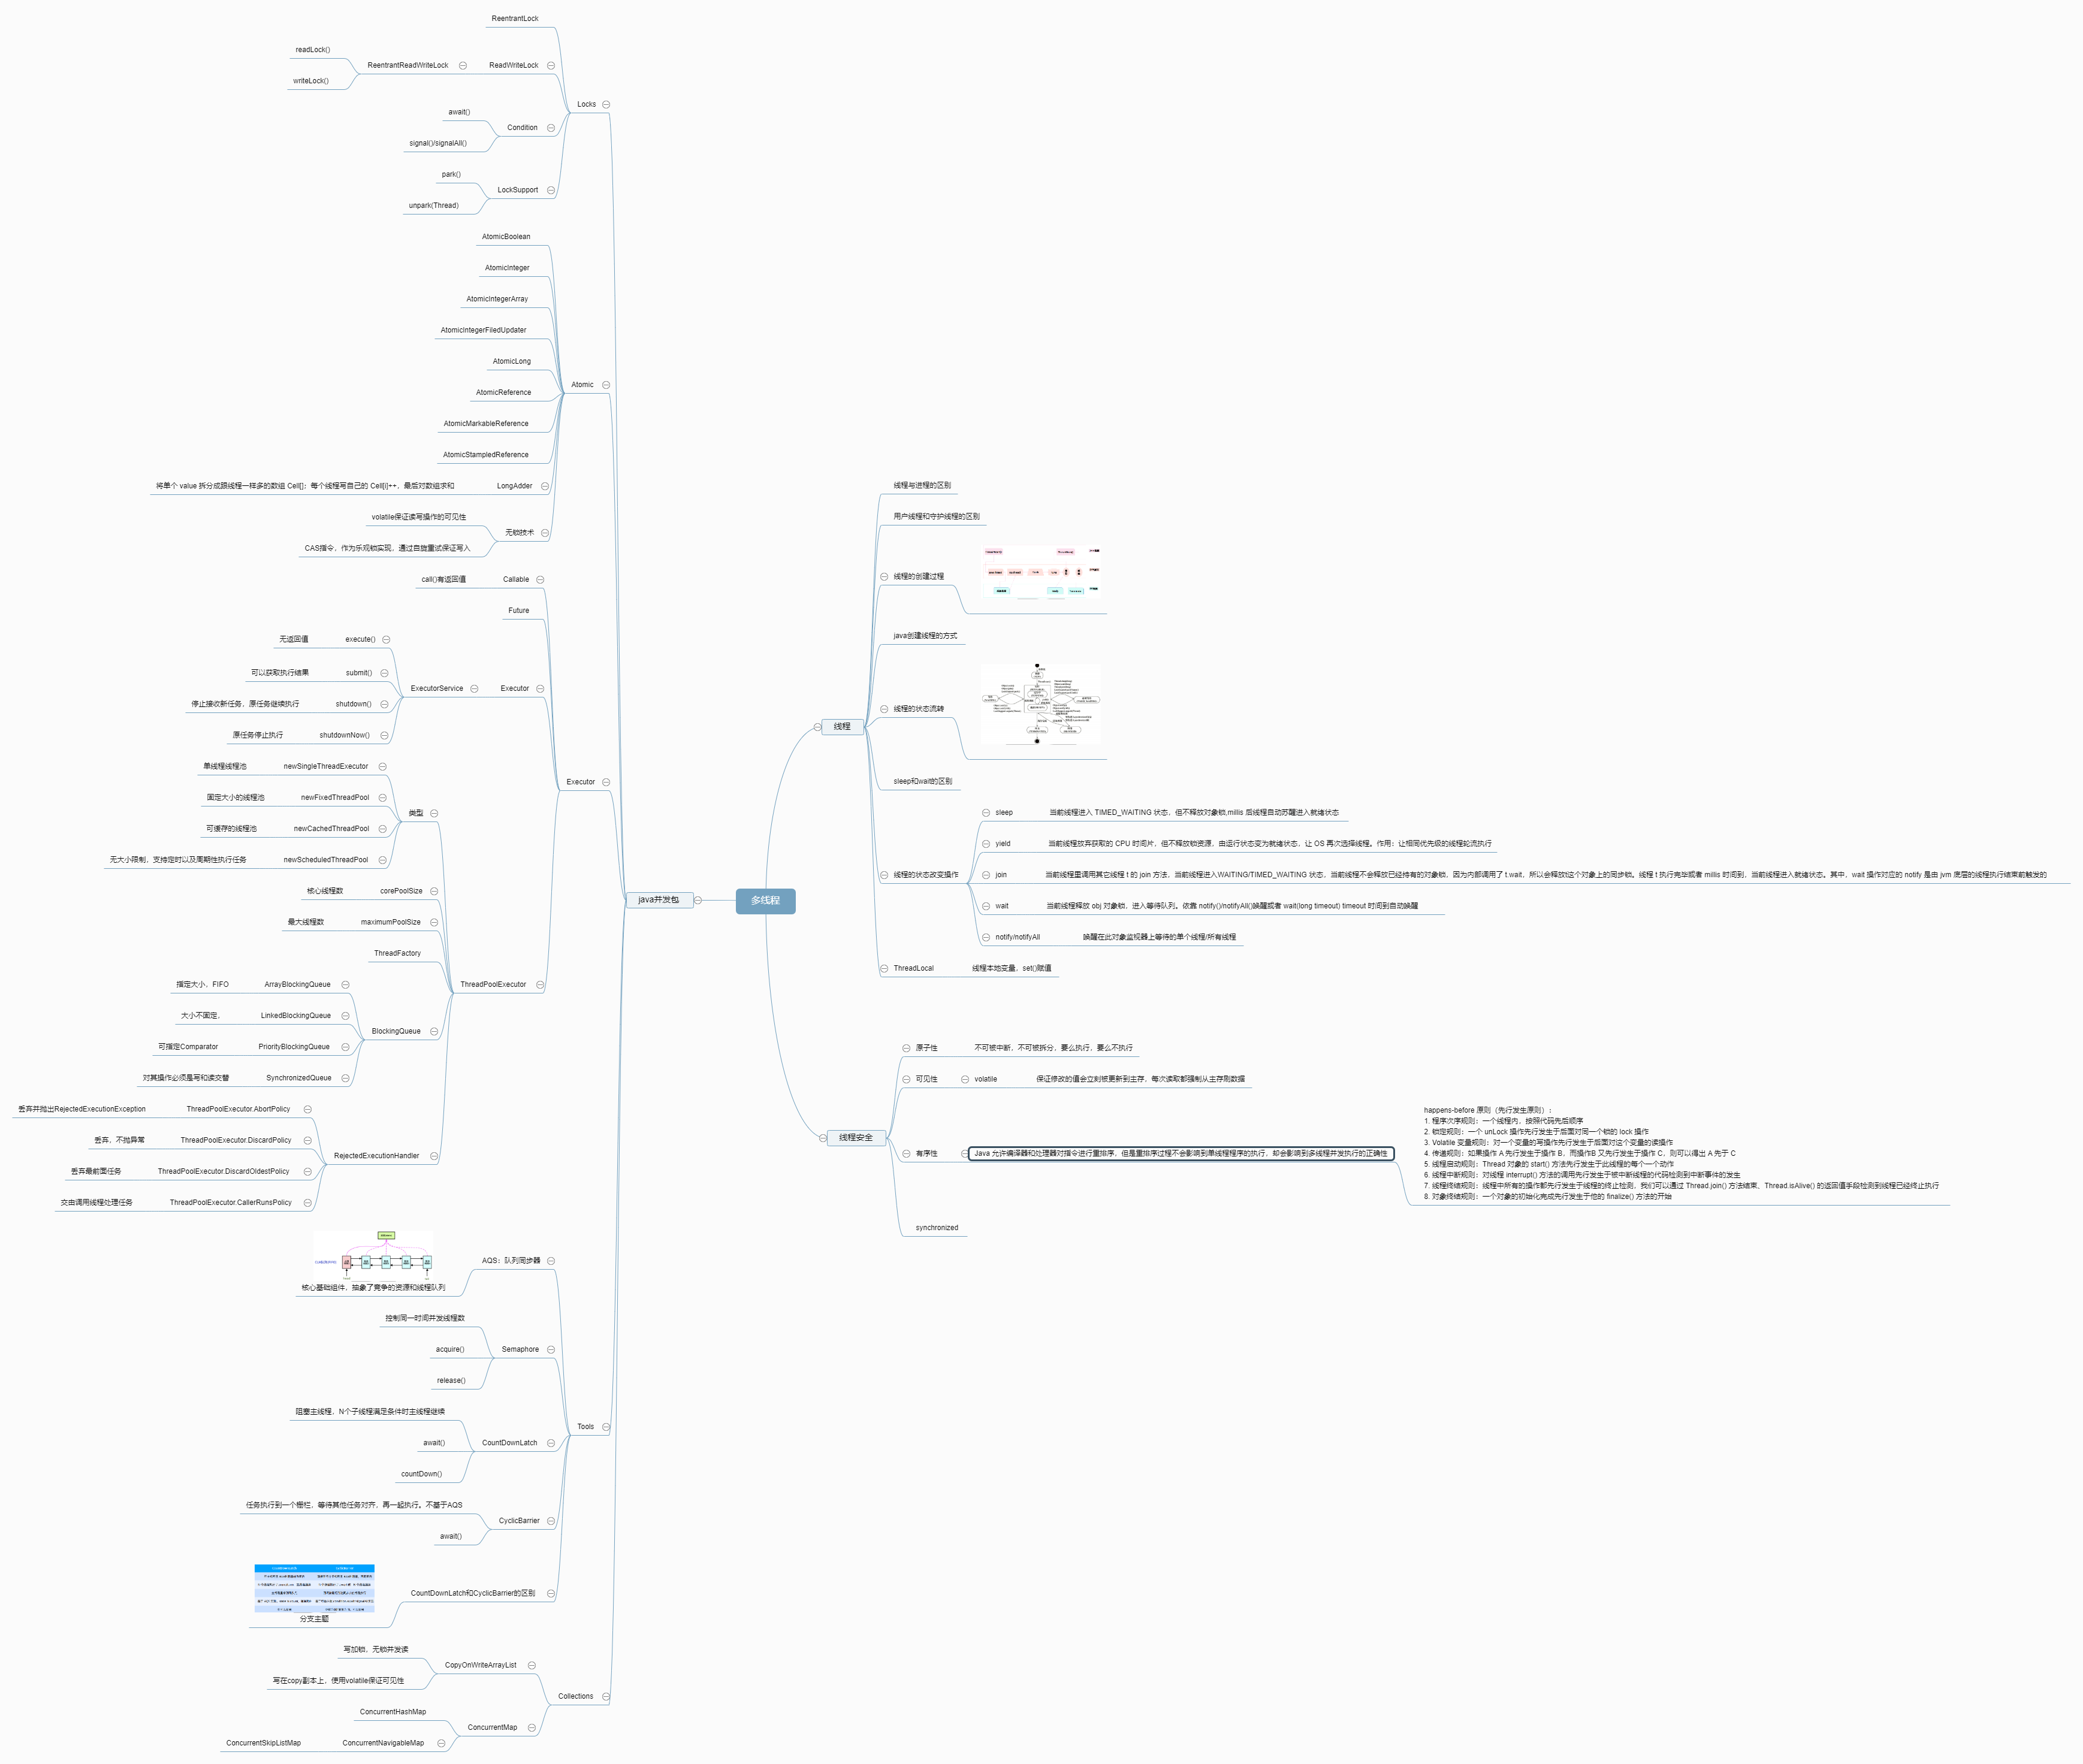 多线程
java并发包
Locks
ReentrantLock
ReadWriteLock
ReentrantReadWriteLock
readLock()
writeLock()
Condition
await()
signal()/signalAll()
LockSupport
park()
unpark(Thread)
Atomic
AtomicBoolean
AtomicInteger
AtomicIntegerArray
AtomicIntegerFiledUpdater
AtomicLong
AtomicReference
AtomicMarkableReference
AtomicStampedReference
LongAdder
将单个 value 拆分成跟线程一样多的数组 Cell[]；每个线程写自己的 Cell[i]++，最后对数组求和
无锁技术
volatile保证读写操作的可见性
CAS指令，作为乐观锁实现，通过自旋重试保证写入
Executor
Callable
call()有返回值
Future
Executor
ExecutorService
execute()
无返回值
submit()
可以获取执行结果
shutdown()
停止接收新任务，原任务继续执行
shutdownNow()
原任务停止执行
ThreadPoolExecutor
类型
newSingleThreadExecutor
单线程线程池
newFixedThreadPool
固定大小的线程池
newCachedThreadPool
可缓存的线程池
newScheduledThreadPool
无大小限制，支持定时以及周期性执行任务
corePoolSize
核心线程数
maximumPoolSize
最大线程数
ThreadFactory
BlockingQueue
ArrayBlockingQueue
指定大小，FIFO
LinkedBlockingQueue
大小不固定，
PriorityBlockingQueue
可指定Comparator
SynchronizedQueue
对其操作必须是写和读交替
RejectedExecutionHandler
ThreadPoolExecutor.AbortPolicy
丢弃并抛出RejectedExecutionException
ThreadPoolExecutor.DiscardPolicy
丢弃，不抛异常
ThreadPoolExecutor.DiscardOldestPolicy
丢弃最前面任务
ThreadPoolExecutor.CallerRunsPolicy
交由调用线程处理任务
Tools
AQS：队列同步器
核心基础组件，抽象了竞争的资源和线程队列
Semaphore
控制同一时间并发线程数
acquire()
release()
CountDownLatch
阻塞主线程，N个子线程满足条件时主线程继续
await()
countDown()
CyclicBarrier
任务执行到一个栅栏，等待其他任务对齐，再一起执行。不基于AQS
await()
CountDownLatch和CyclicBarrier的区别
分支主题
Collections
CopyOnWriteArrayList
写加锁，无锁并发读
写在copy副本上，使用volatile保证可见性
ConcurrentMap
ConcurrentHashMap
ConcurrentNavigableMap
ConcurrentSkipListMap
线程
线程与进程的区别
用户线程和守护线程的区别
线程的创建过程
java创建线程的方式
线程的状态流转
sleep和wait的区别
线程的状态改变操作
sleep
当前线程进入 TIMED_WAITING 状态，但不释放对象锁,millis 后线程自动苏醒进入就绪状态
yield
当前线程放弃获取的 CPU 时间片，但不释放锁资源，由运行状态变为就绪状态，让 OS 再次选择线程。作用：让相同优先级的线程轮流执行
join
当前线程里调用其它线程 t 的 join 方法，当前线程进入WAITING/TIMED_WAITING 状态，当前线程不会释放已经持有的对象锁，因为内部调用了 t.wait，所以会释放t这个对象上的同步锁。线程 t 执行完毕或者 millis 时间到，当前线程进入就绪状态。其中，wait 操作对应的 notify 是由 jvm 底层的线程执行结束前触发的
wait
当前线程释放 obj 对象锁，进入等待队列。依靠 notify()/notifyAll()唤醒或者 wait(long timeout) timeout 时间到自动唤醒
notify/notifyAll
唤醒在此对象监视器上等待的单个线程/所有线程
ThreadLocal
线程本地变量，set()赋值
线程安全
原子性
不可被中断，不可被拆分，要么执行，要么不执行
可见性
volatile
保证修改的值会立刻被更新到主存，每次读取都强制从主存刷数据
有序性
Java 允许编译器和处理器对指令进行重排序，但是重排序过程不会影响到单线程程序的执行，却会影响到多线程并发执行的正确性
happens-before 原则（先行发生原则）：
1. 程序次序规则：一个线程内，按照代码先后顺序
2. 锁定规则：一个 unLock 操作先行发生于后面对同一个锁的 lock 操作
3. Volatile 变量规则：对一个变量的写操作先行发生于后面对这个变量的读操作
4. 传递规则：如果操作 A 先行发生于操作 B，而操作B 又先行发生于操作 C，则可以得出 A 先于 C
5. 线程启动规则：Thread 对象的 start() 方法先行发生于此线程的每个一个动作
6. 线程中断规则：对线程 interrupt() 方法的调用先行发生于被中断线程的代码检测到中断事件的发生
7. 线程终结规则：线程中所有的操作都先行发生于线程的终止检测，我们可以通过 Thread.join() 方法结束、Thread.isAlive() 的返回值手段检测到线程已经终止执行
8. 对象终结规则：一个对象的初始化完成先行发生于他的 finalize() 方法的开始
synchronized